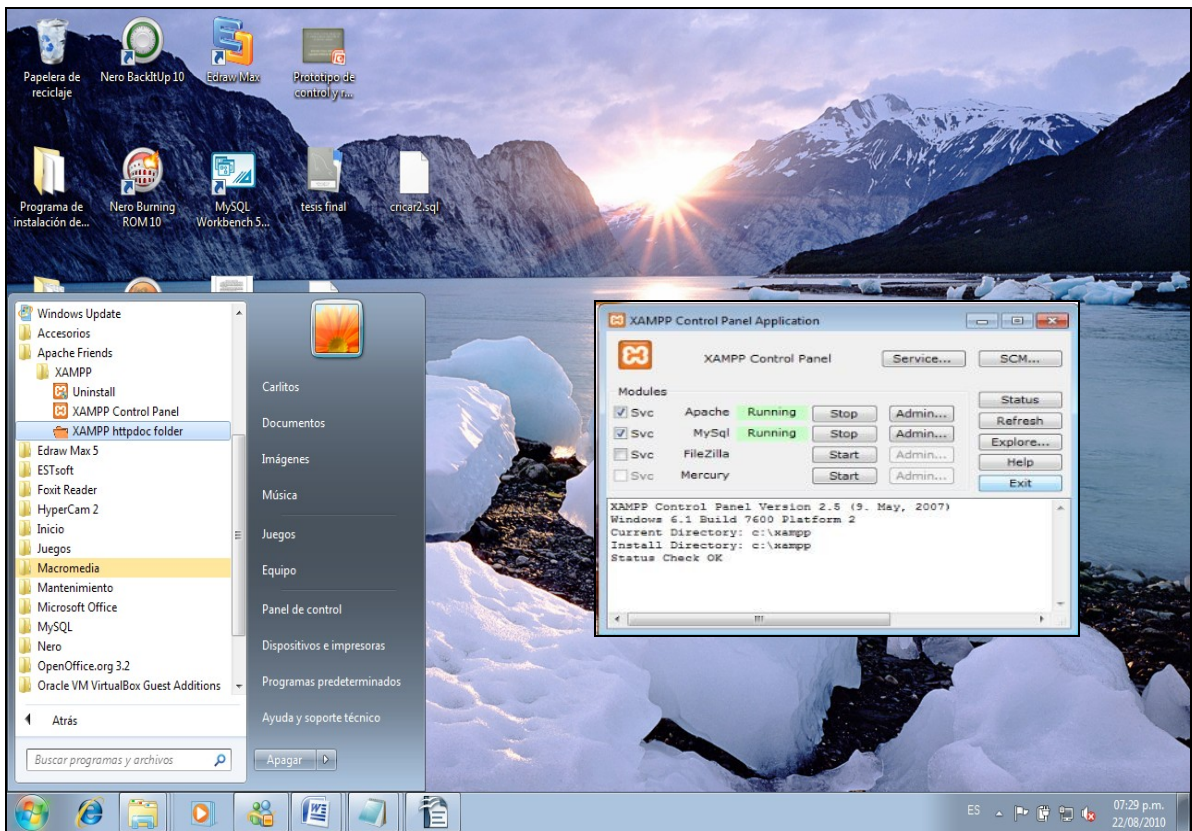 Papelera de
reciclaje
Nero BackItUp 10
Edraw Max
Prototipo de
control y r...
Programa de
instalación de...
Nero Burning
ROM 10
MySQL
Workbench 5...
tesis final
cricar2.sql
Windows Update
Accesorios
Apache Friends
XAMPP
Uninstall
XAMPP Control Panel
XAMPP httpdoc folder
Edraw Max 5
ESTsoft
Foxit Reader
HyperCam 2
Inicio
Juegos
Macromedia
Mantenimiento
Microsoft Office
MySQL
Nero
OpenOffice.org 3.2
Oracle VM VirtualBox Guest Additions
Atrás
Buscar programas y archivos
Carlitos
Documentos
Imágenes
Música
Juegos
Equipo
Panel de control
Dispositivos e impresoras
Programas predeterminados
Ayuda y soporte técnico
Apagar
XAMPP Control Panel Application
XAMPP Control Panel
Service...
SCM...
Modules
Svc Apache Running Stop Admin...
Svc MySql Running Stop Admin...
Svc FileZilla Start Admin...
Svc Mercury Start Admin...
Status
Refresh
Explore...
Help
Exit
XAMPP Control Panel Version 2.5 (9. May, 2007)
Windows 6.1 Build 7600 Platform 2
Current Directory: c:\xampp
Install Directory: c:\xampp
Status Check OK
ES
07:29 p.m.
22/08/2010